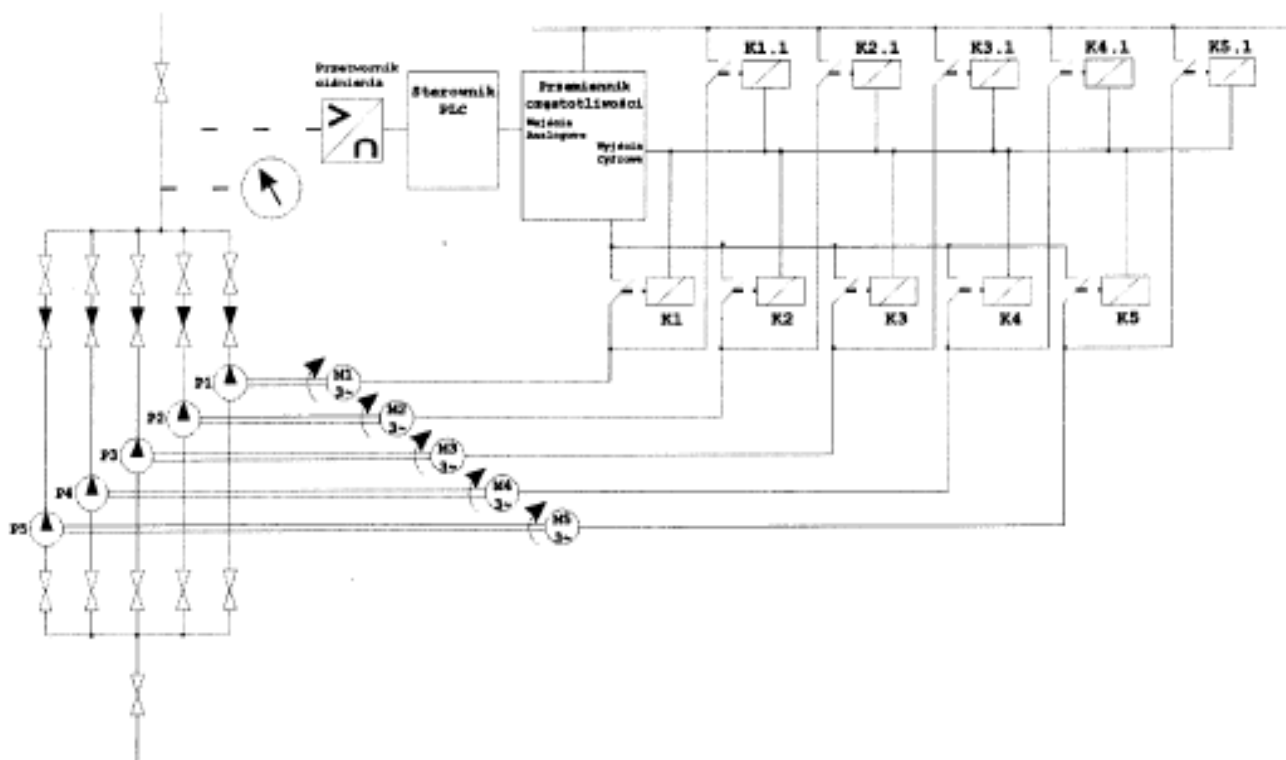 K1.1
K2.1
K3.1
K4.1
K5.1
Przetwornik
ciśnienia
Sterownik
PLC
Przemiennik
częstotliwości
Wejścia
Analogowe
Wyjścia
Cyfrowe
K1
K2
K3
K4
K5
P1
M1
3~
P2
M2
3~
P3
M3
3~
P4
M4
3~
P5
M5
3~